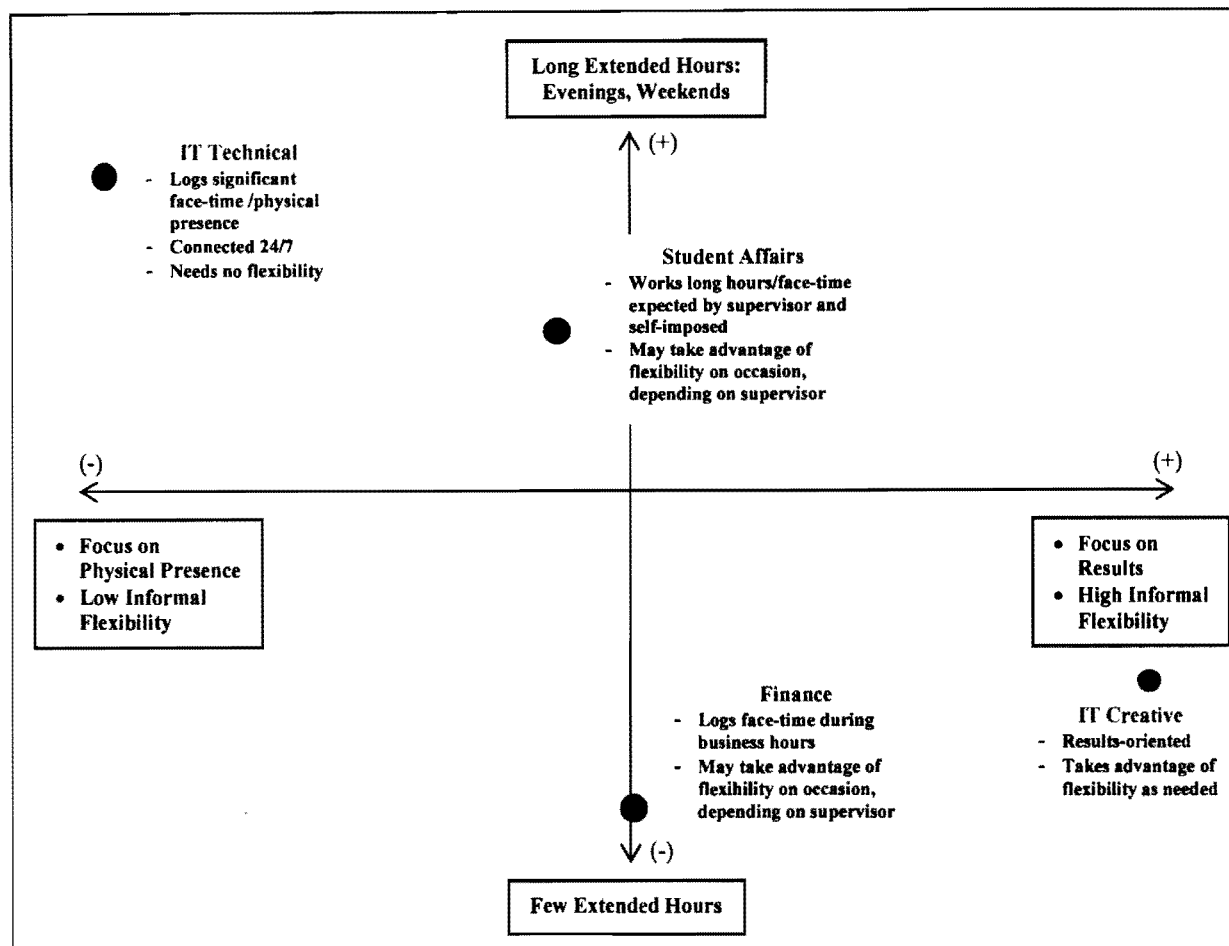 Long Extended Hours:
Evenings, Weekends
(+)
IT Technical
- Logs significant
face-time /physical
presence
- Connected 24/7
- Needs no flexibility
Student Affairs
- Works long hours/face-time
expected by supervisor and
self-imposed
- May take advantage of
flexibility on occasion,
depending on supervisor
(-)
(+)
• Focus on
Physical Presence
• Low Informal
Flexibility
• Focus on
Results
• High Informal
Flexibility
Finance
- Logs face-time during
business hours
- May take advantage of
flexihility on occasion,
depending on supervisor
IT Creative
- Results-oriented
- Takes advantage of
flexibility as needed
(-)
Few Extended Hours